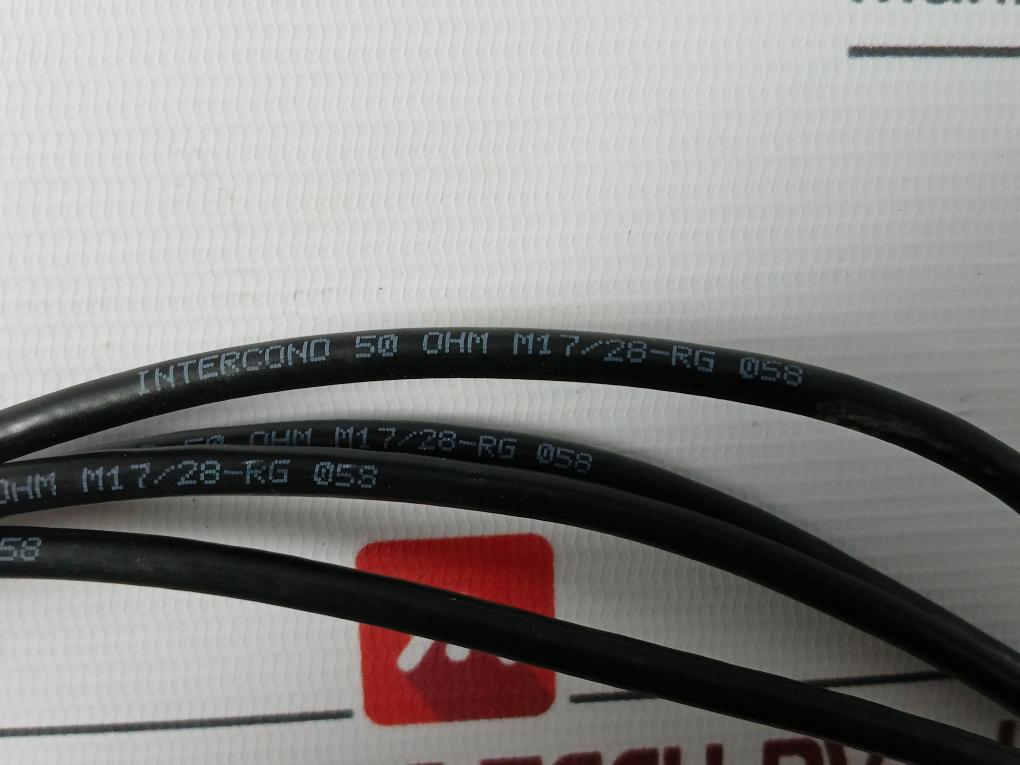 INTERCOND 50 OHM M17/28-RG 058
50 OHM M17/28-RG 058
OHM M17/28-RG 058
58